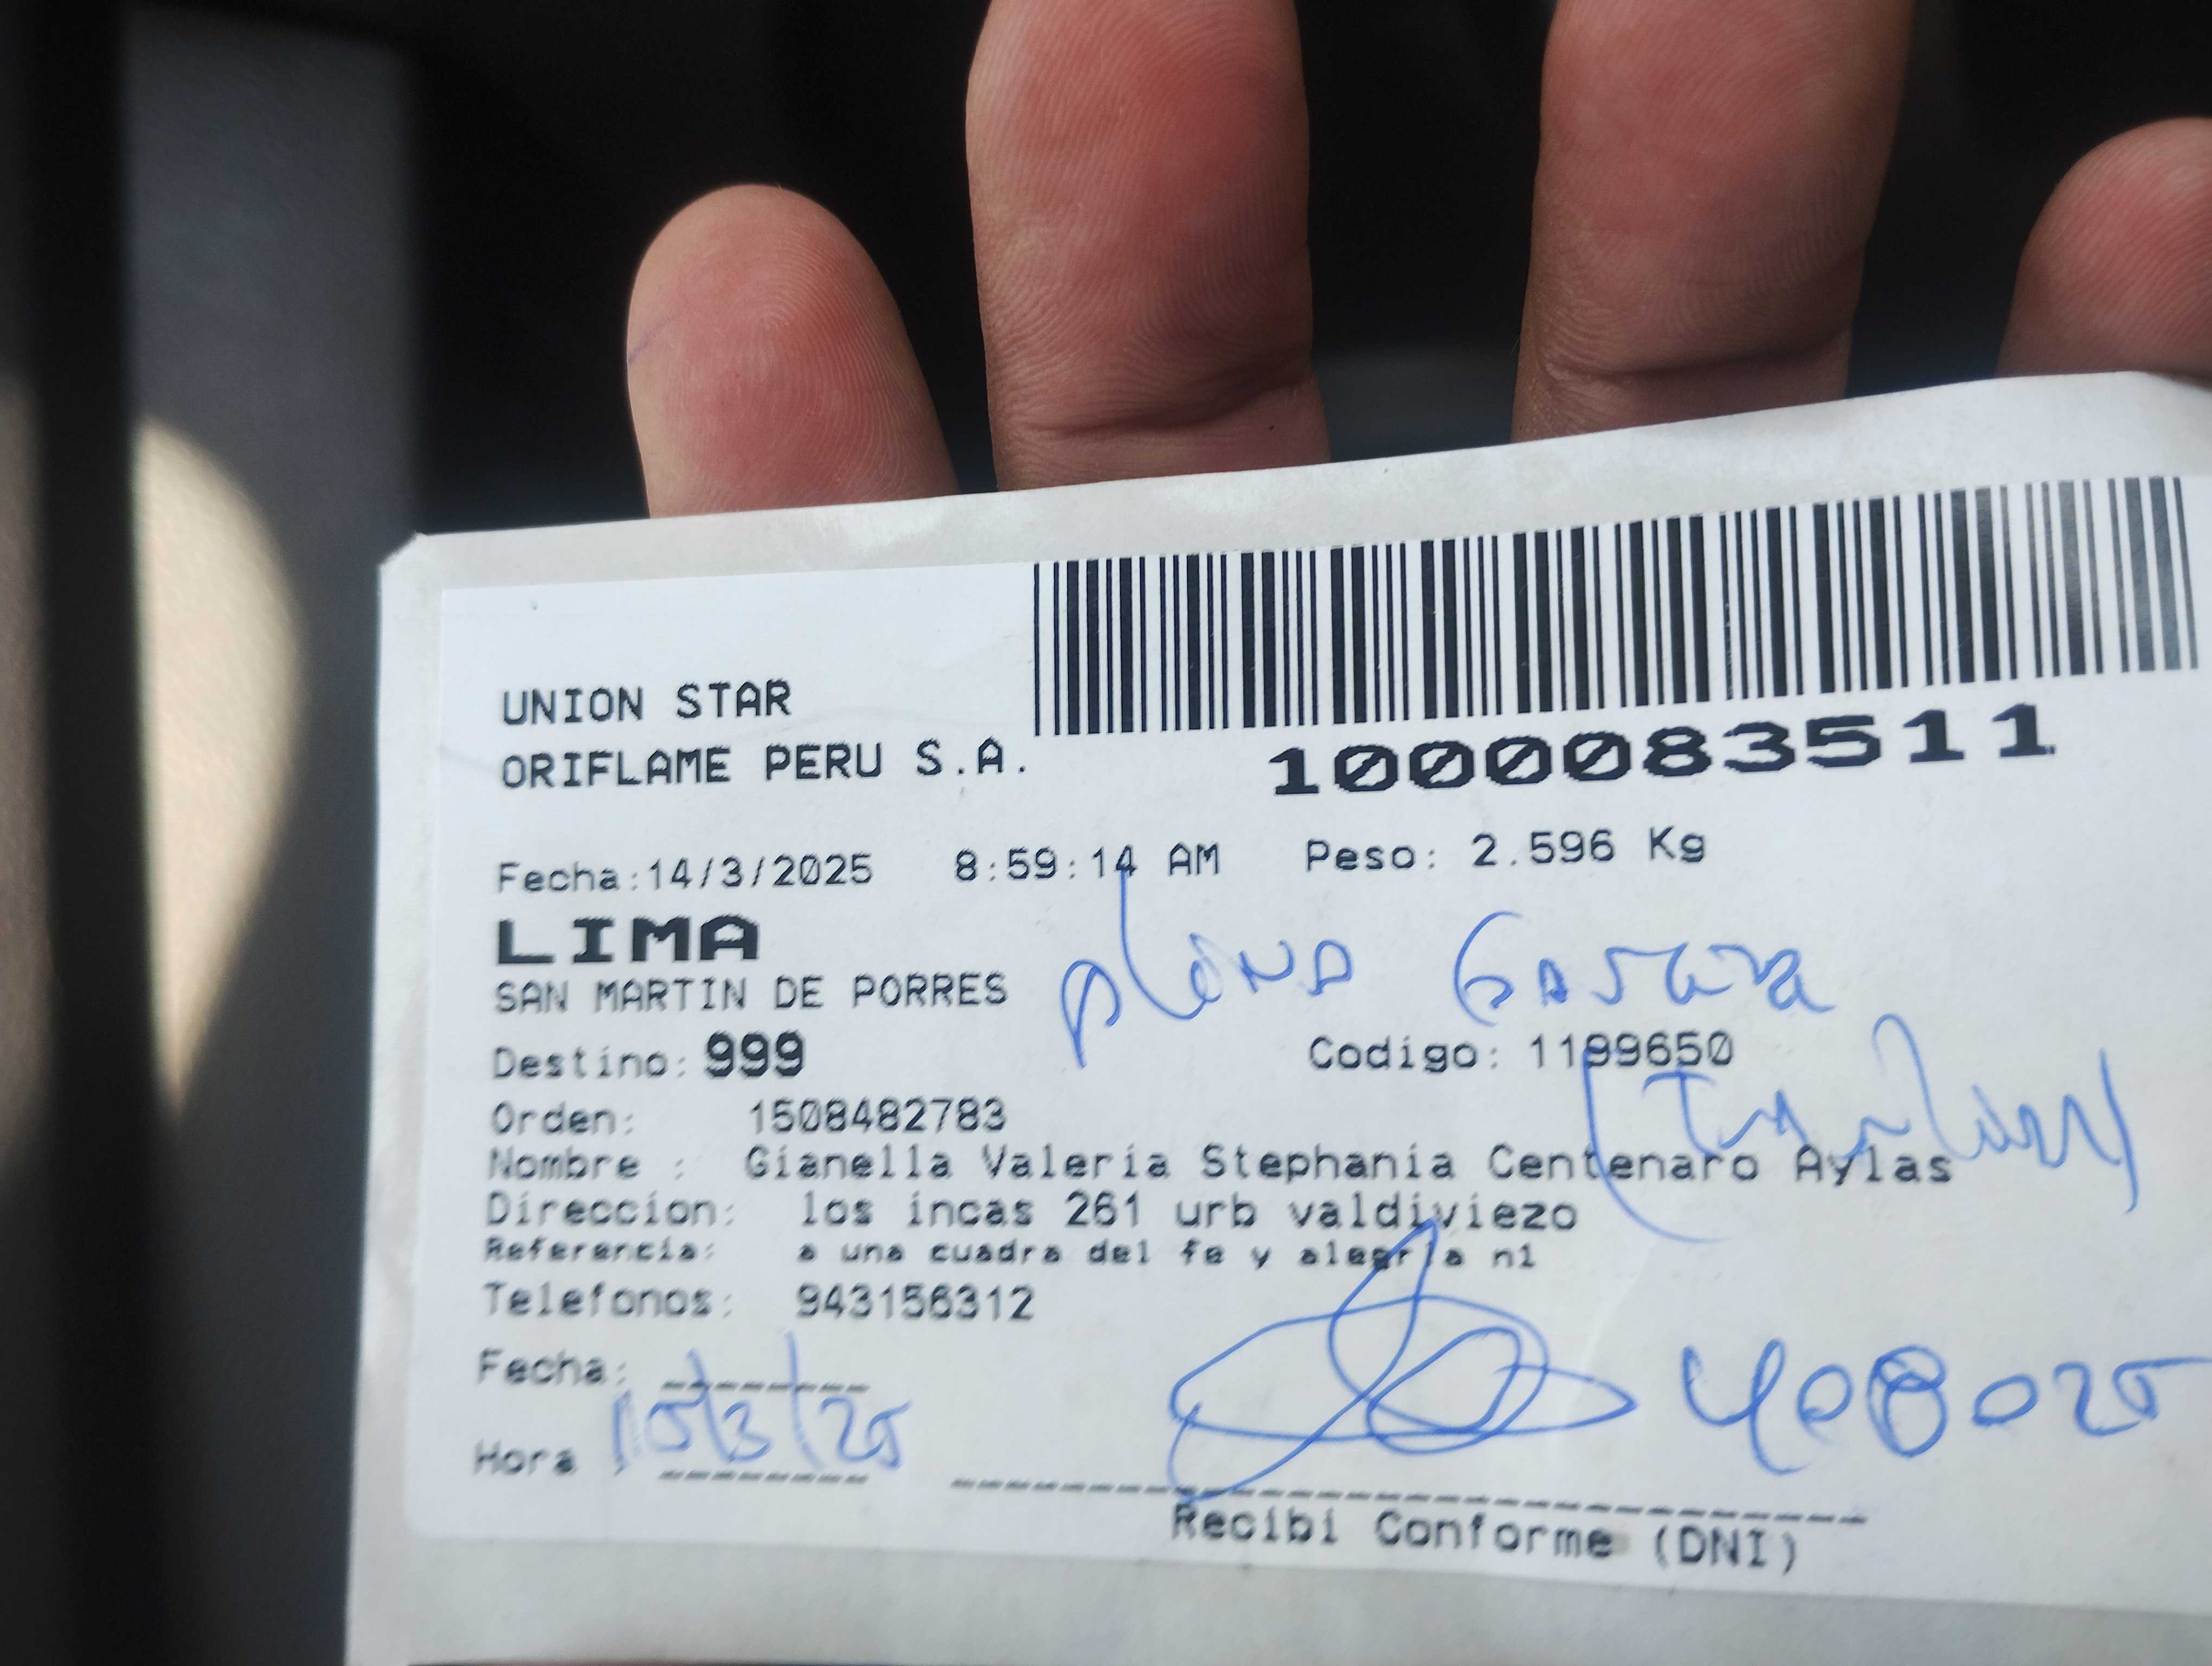 UNION STAR
ORIFLAME PERU S.A.
1000083511
Fecha:14/3/2025 8:59:14 AM Peso: 2.596 Kg
LIMA
SAN MARTIN DE PORRES
Destino: 999 Codigo: 1199650
Orden: 1508482783
Nombre : Gianella Valeria Stephania Centenaro Aylas
Direccion: los incas 261 urb valdiviezo
Referencia: a una cuadra del fe y alegria n1
Telefonos: 943156312
Fecha:
15/3/25
Hora :
408025
Recibi Conforme (DNI)